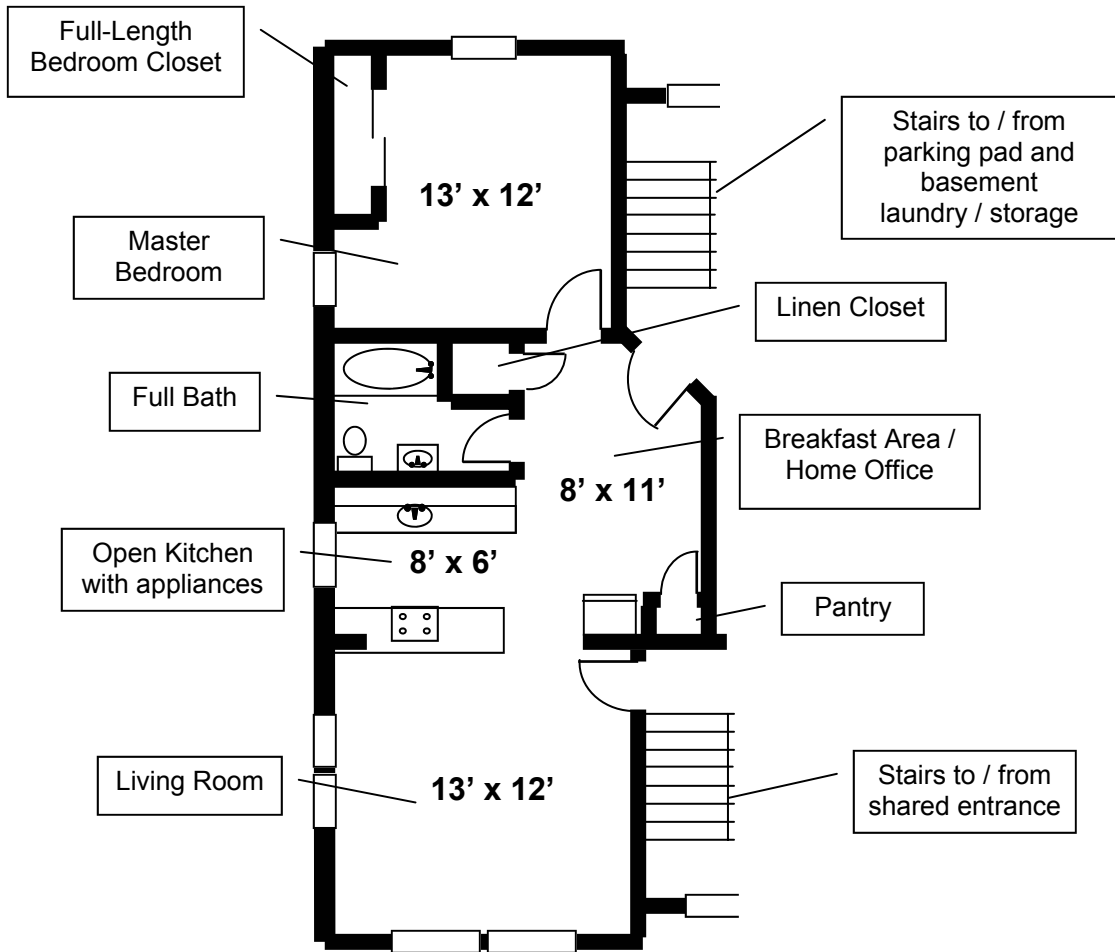 Full-Length
Bedroom Closet
Stairs to / from
parking pad and
basement
laundry / storage
13’ x 12’
Master
Bedroom
Linen Closet
Full Bath
Breakfast Area /
Home Office
8’ x 11’
Open Kitchen
with appliances
8’ x 6’
Pantry
Living Room
13’ x 12’
Stairs to / from
shared entrance